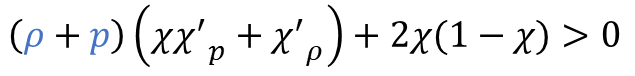 (ρ + p)(χχ′ₚ + χ′ᵨ) + 2χ(1 − χ) > 0